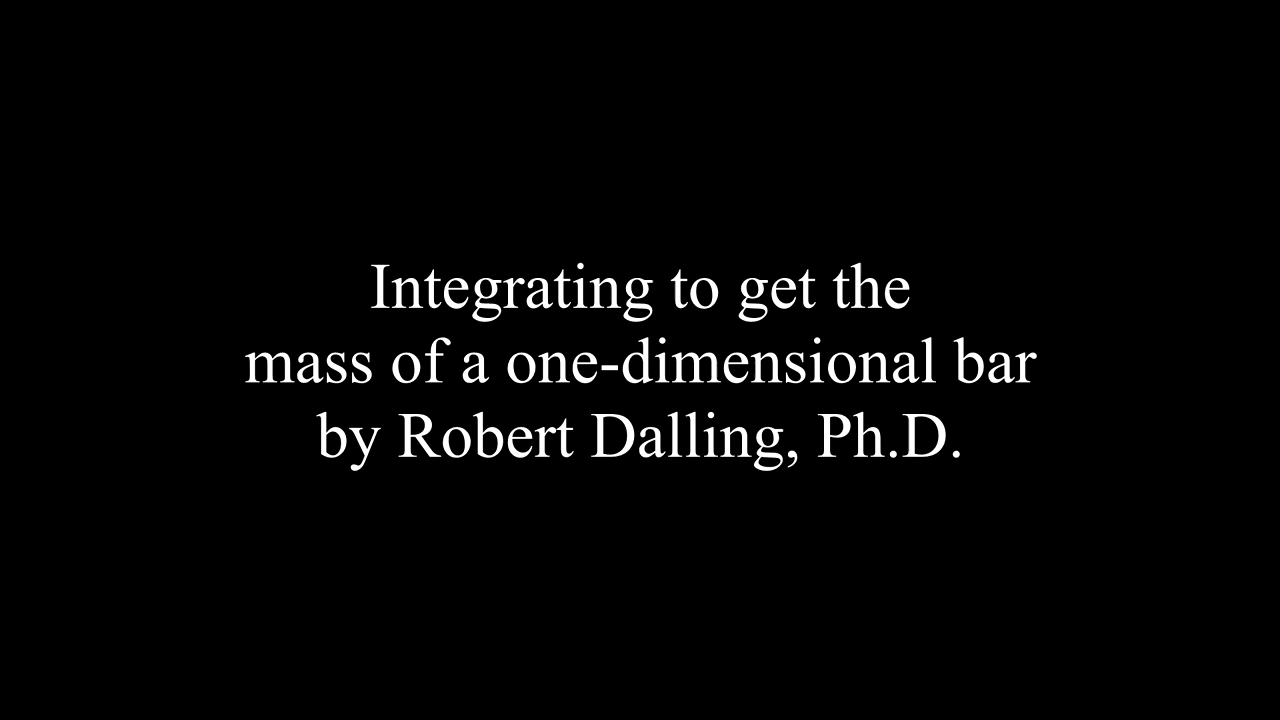 Integrating to get the
mass of a one-dimensional bar
by Robert Dalling, Ph.D.